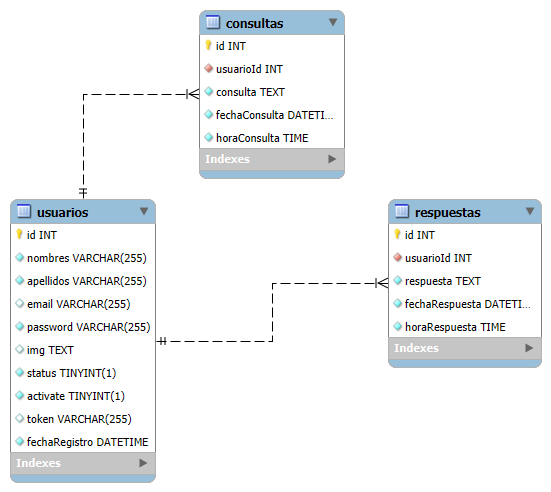 consultas
id INT
usuarioId INT
consulta TEXT
fechaConsulta DATETI...
horaConsulta TIME
Indexes
usuarios
id INT
nombres VARCHAR(255)
apellidos VARCHAR(255)
email VARCHAR(255)
password VARCHAR(255)
img TEXT
status TINYINT(1)
activate TINYINT(1)
token VARCHAR(255)
fechaRegistro DATETIME
Indexes
respuestas
id INT
usuarioId INT
respuesta TEXT
fechaRespuesta DATETI...
horaRespuesta TIME
Indexes